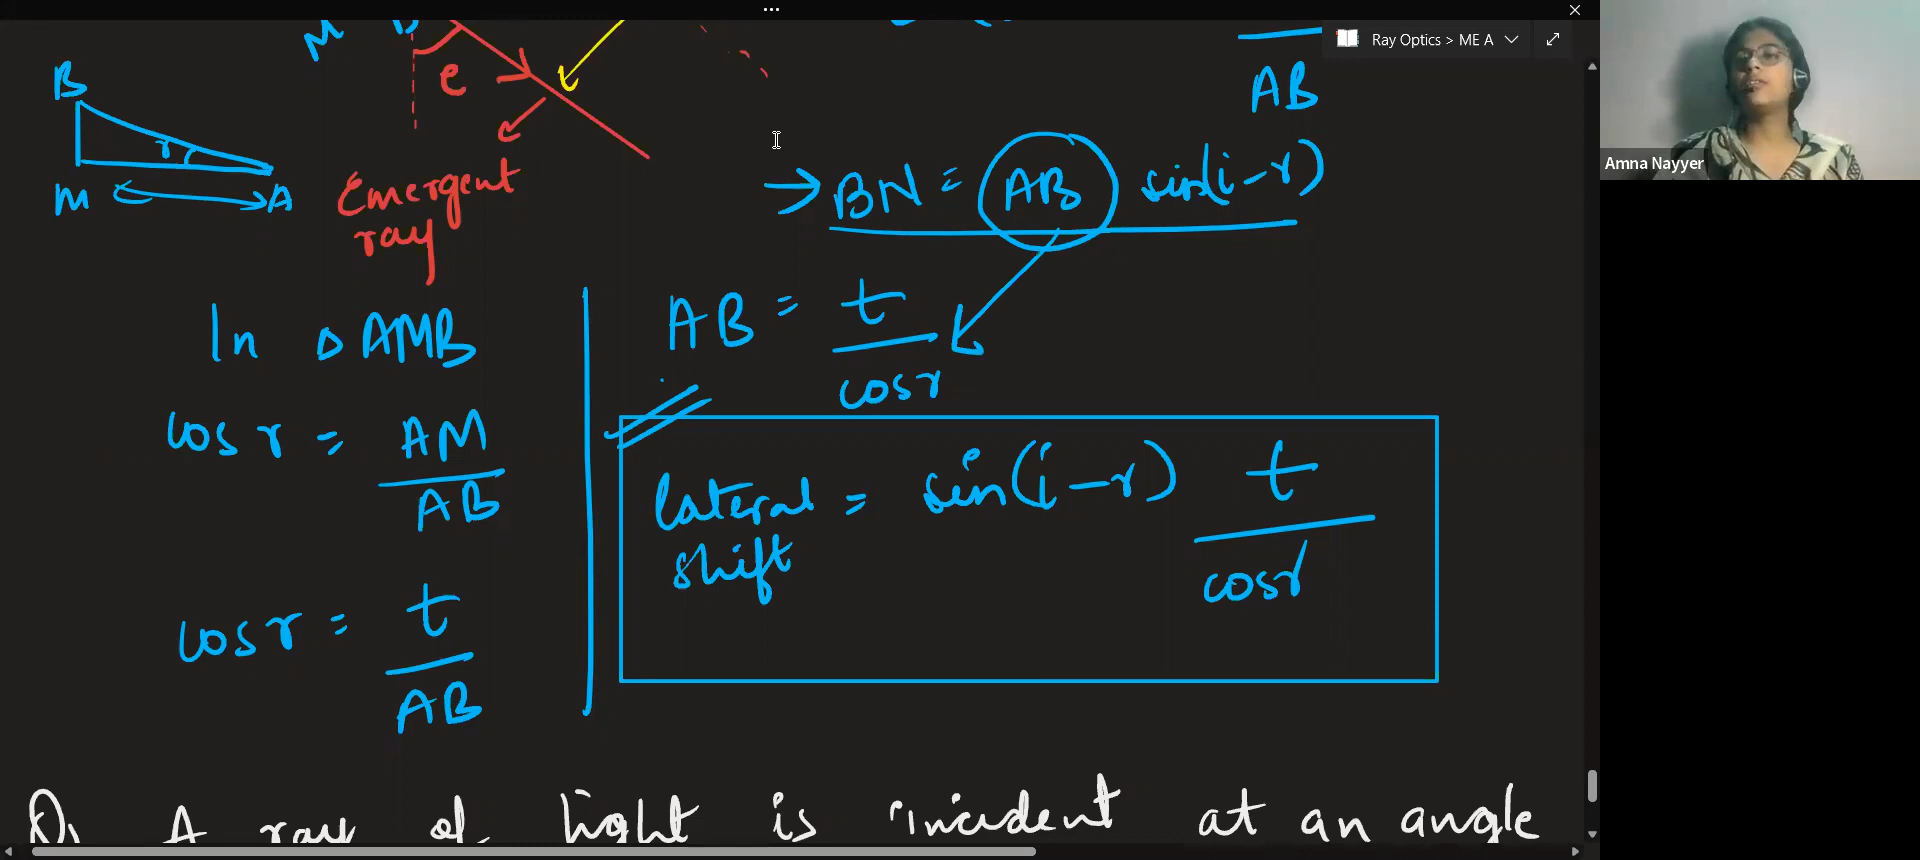 Ray Optics > ME A
Amna Nayyer
M
B
e
r
M
A
Emergent
ray
AB
→ BN = AB sin(i-r)
In △ AMB
cos r = AM
AB
cos r = t
AB
AB = t
cos r
lateral = sin(i-r) t
shift
cos r
Q. A ray of light is incident at an angle